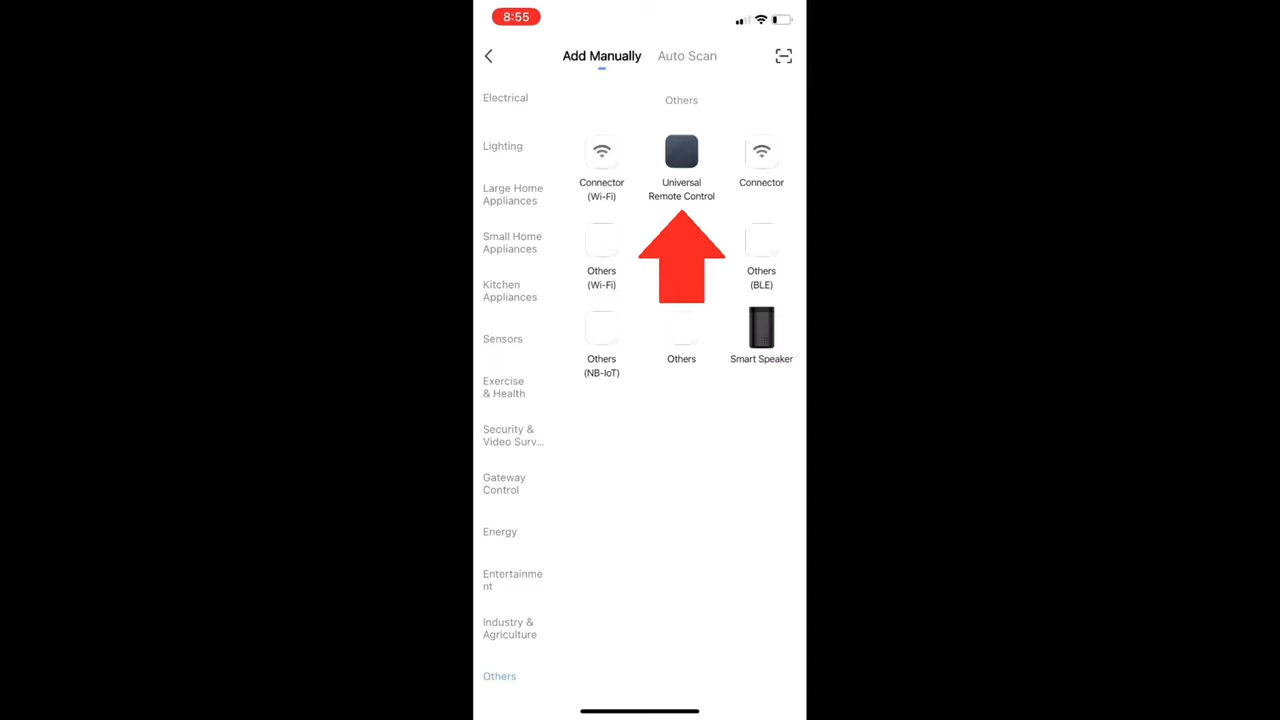 8:55
Add Manually
Auto Scan
Electrical
Lighting
Large Home
Appliances
Small Home
Appliances
Kitchen
Appliances
Sensors
Exercise
& Health
Security &
Video Surv...
Gateway
Control
Energy
Entertainme
nt
Industry &
Agriculture
Others
Others
Connector
(Wi-Fi)
Universal
Remote Control
Connector
Others
(Wi-Fi)
Others
(BLE)
Others
(NB-IoT)
Others
Smart Speaker